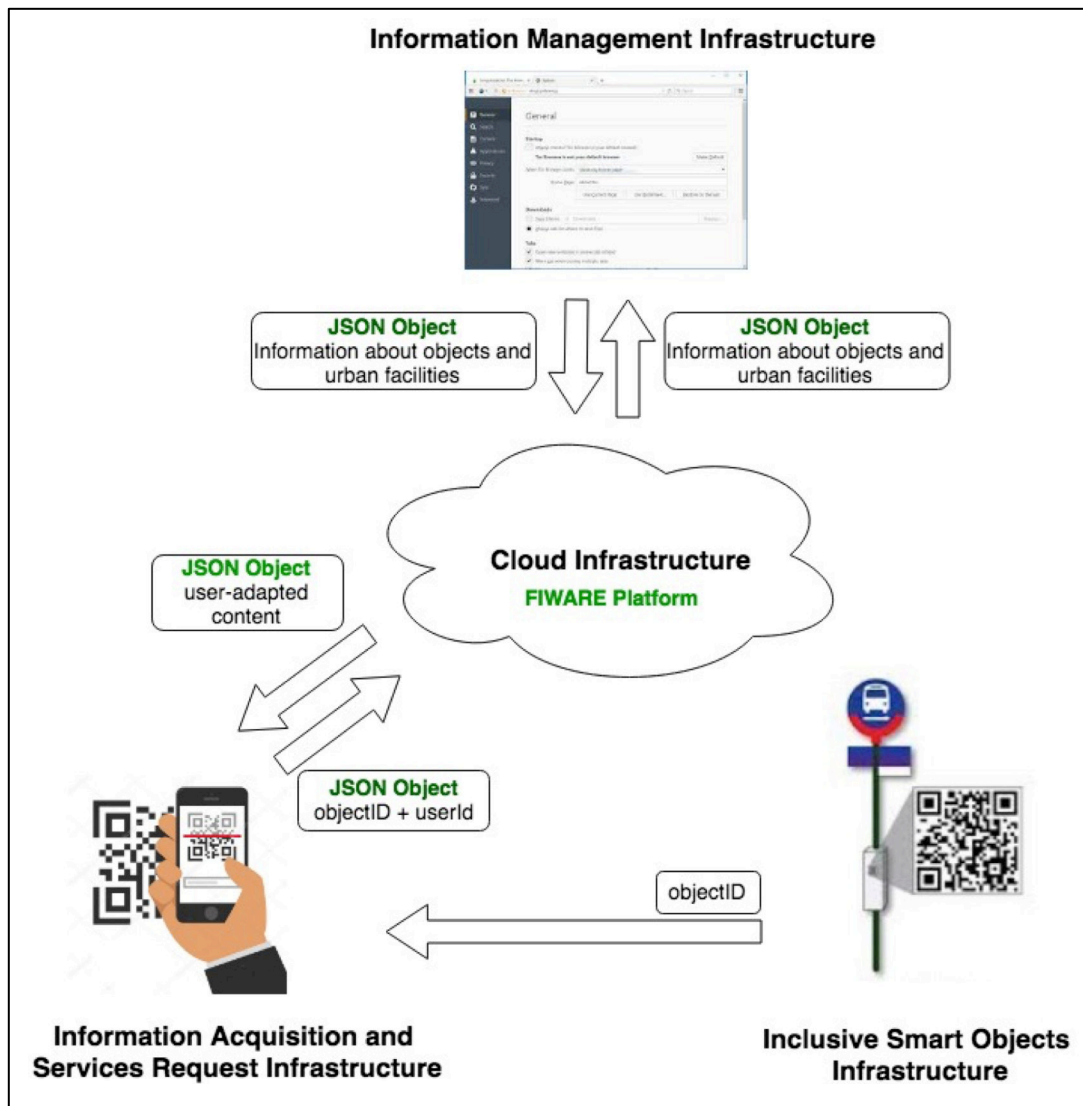 Information Management Infrastructure
General
JSON Object
Information about objects and
urban facilities
JSON Object
Information about objects and
urban facilities
Cloud Infrastructure
FIWARE Platform
JSON Object
user-adapted
content
JSON Object
objectID + userId
objectID
Information Acquisition and
Services Request Infrastructure
Inclusive Smart Objects
Infrastructure